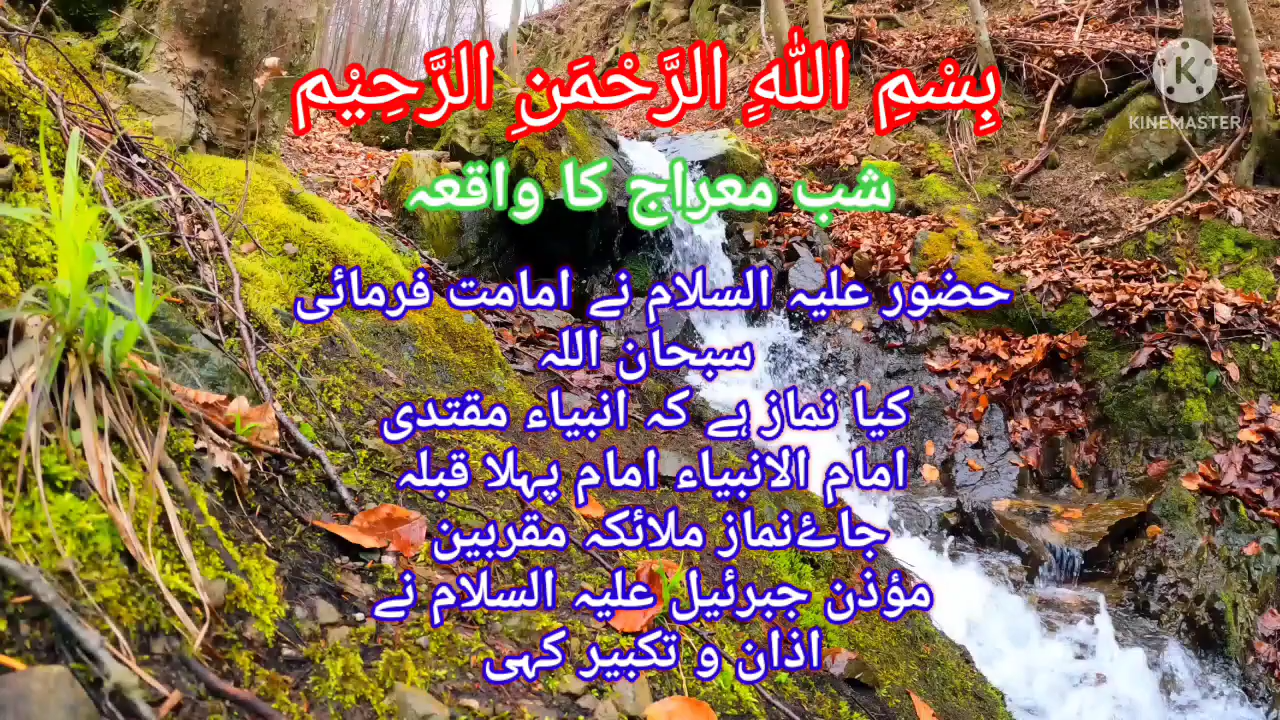 بِسْمِ اللّٰهِ الرَّحْمَنِ الرَّحِيْم
KINEMASTER
شب معراج کا واقعہ
حضور علیہ السلام نے امامت فرمائی
سبحان اللہ
کیا نماز ہے کہ انبیاء مقتدی
امام الانبیاء امام پہلا قبلہ
جائےنماز ملائکہ مقربین
مؤذن جبرئیل علیہ السلام نے
اذان و تکبیر کہی